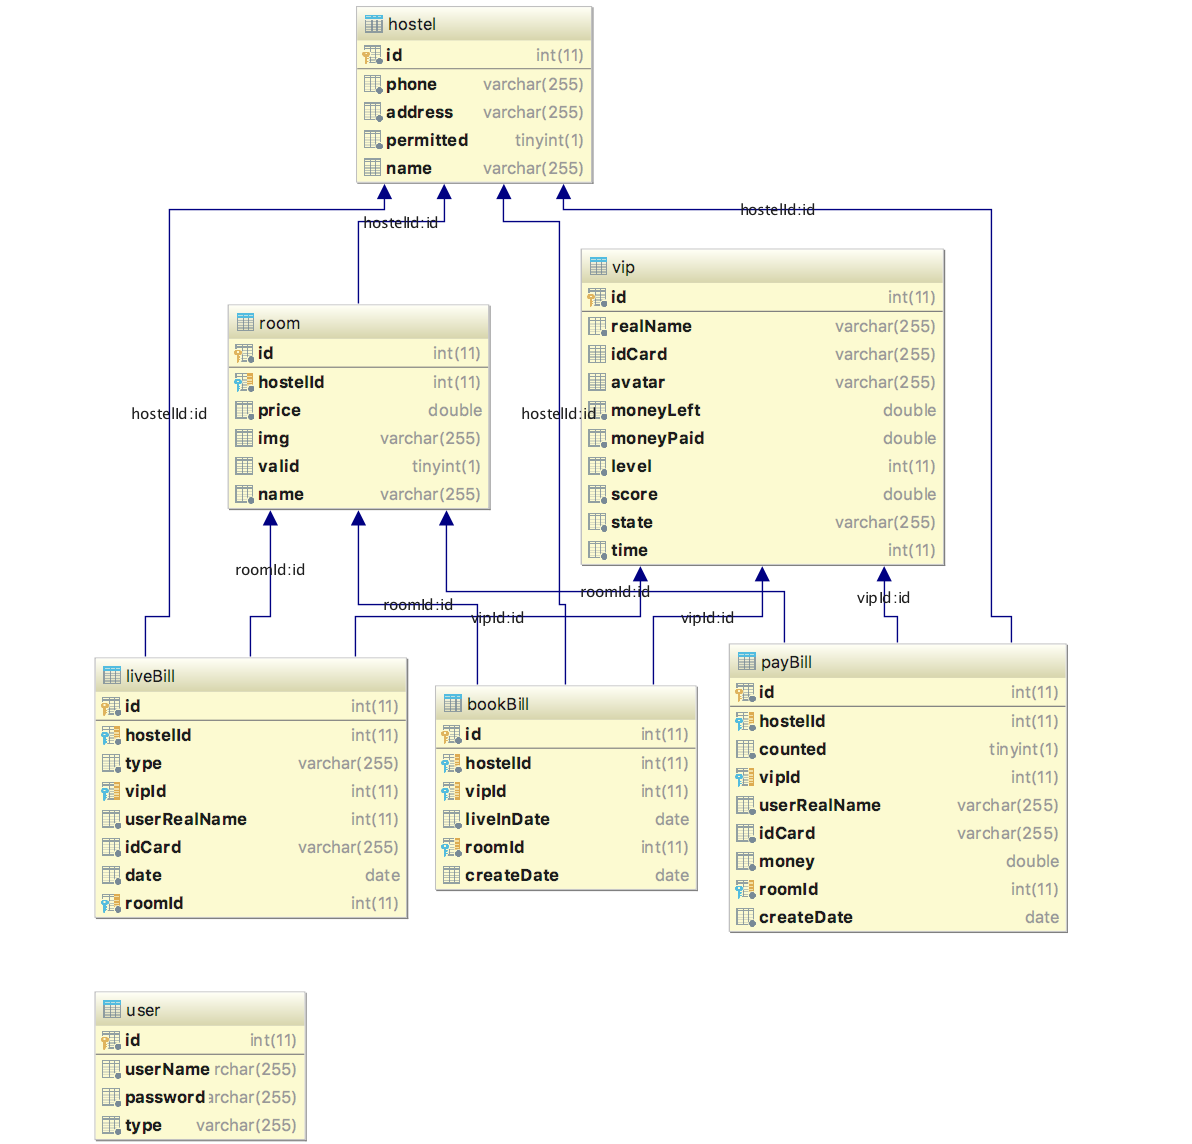 hostel
id int(11)
phone varchar(255)
address varchar(255)
permitted tinyint(1)
name varchar(255)
hostelId:id
hostelId:id
vip
id int(11)
realName varchar(255)
idCard varchar(255)
avatar varchar(255)
moneyLeft double
moneyPaid double
level int(11)
score double
state varchar(255)
time int(11)
room
id int(11)
hostelId int(11)
price double
img varchar(255)
valid tinyint(1)
name varchar(255)
hostelId:id
hostelId:id
roomId:id
roomId:id
vipId:id
roomId:id
vipId:id
vipId:id
liveBill
id int(11)
hostelId int(11)
type varchar(255)
vipId int(11)
userRealName int(11)
idCard varchar(255)
date date
roomId int(11)
bookBill
id int(11)
hostelId int(11)
vipId int(11)
liveInDate date
roomId int(11)
createDate date
payBill
id int(11)
hostelId int(11)
counted tinyint(1)
vipId int(11)
userRealName varchar(255)
idCard varchar(255)
money double
roomId int(11)
createDate date
user
id int(11)
userName rchar(255)
password archar(255)
type varchar(255)